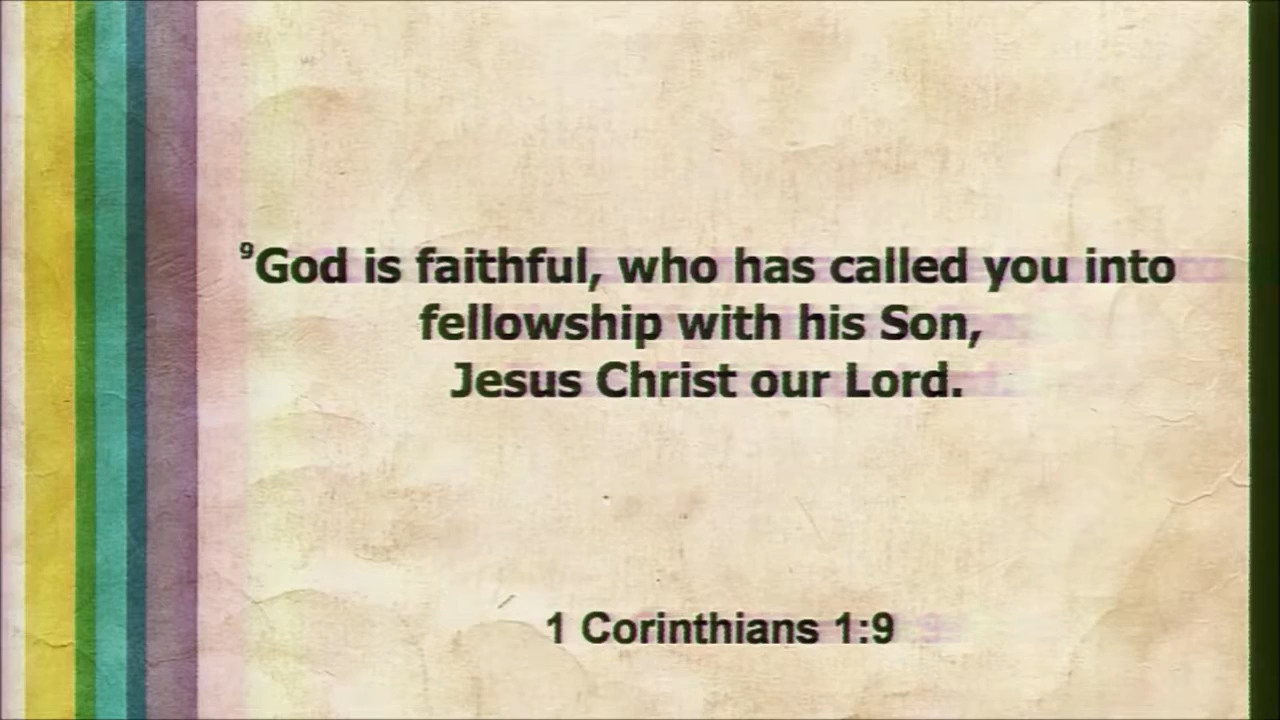 ⁹God is faithful, who has called you into
fellowship with his Son,
Jesus Christ our Lord.
1 Corinthians 1:9